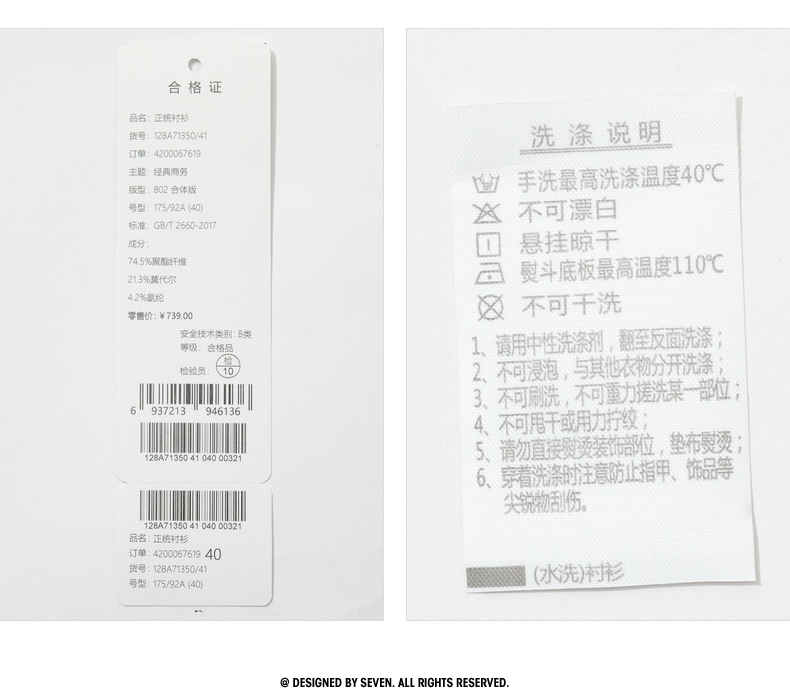 合格证
品名：正统衬衫
货号：128A71350/41
订单：4200067619
主题：经典商务
版型：802 合体版
号型：175/92A (40)
标准：GB/T 2660-2017
成分：
74.5%聚酯纤维
21.3%莫代尔
4.2%氨纶
零售价：￥739.00
安全技术类别：B类
等级：合格品
检验员：检 10
6 937213 946136
128A71350 41 040 00321
128A71350 41 040 00321
品名：正统衬衫
订单：4200067619 40
货号：128A71350/41
号型：175/92A (40)
洗涤说明
手洗最高洗涤温度40℃
不可漂白
悬挂晾干
熨斗底板最高温度110℃
不可干洗
1、请用中性洗涤剂，翻至反面洗涤；
2、不可浸泡，与其他衣物分开洗涤；
3、不可刷洗，不可重力搓洗某一部位；
4、不可甩干或用力拧绞；
5、请勿直接熨烫装饰部位，垫布熨烫；
6、穿着洗涤时注意防止指甲、饰品等
尖锐物刮伤。
(水洗)衬衫
@ DESIGNED BY SEVEN. ALL RIGHTS RESERVED.